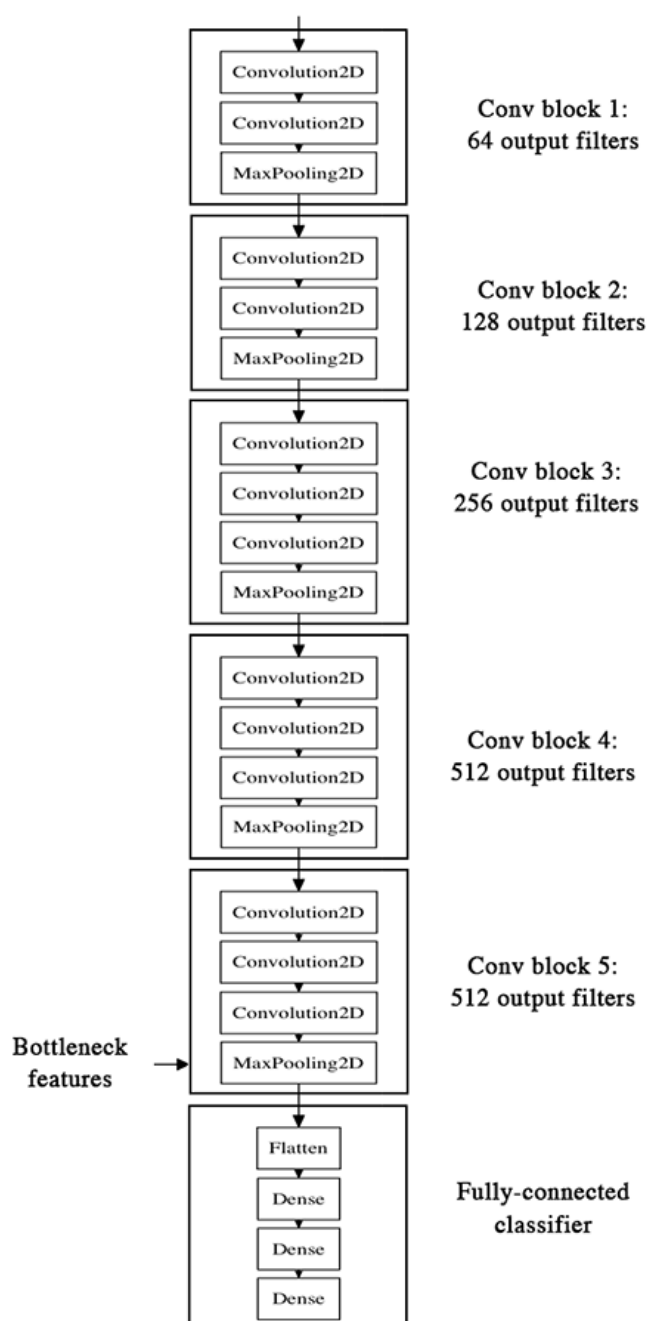 Convolution2D
Convolution2D
MaxPooling2D
Conv block 1:
64 output filters
Convolution2D
Convolution2D
MaxPooling2D
Conv block 2:
128 output filters
Convolution2D
Convolution2D
Convolution2D
MaxPooling2D
Conv block 3:
256 output filters
Convolution2D
Convolution2D
Convolution2D
MaxPooling2D
Conv block 4:
512 output filters
Convolution2D
Convolution2D
Convolution2D
MaxPooling2D
Conv block 5:
512 output filters
Bottleneck
features
Flatten
Dense
Dense
Dense
Fully-connected
classifier